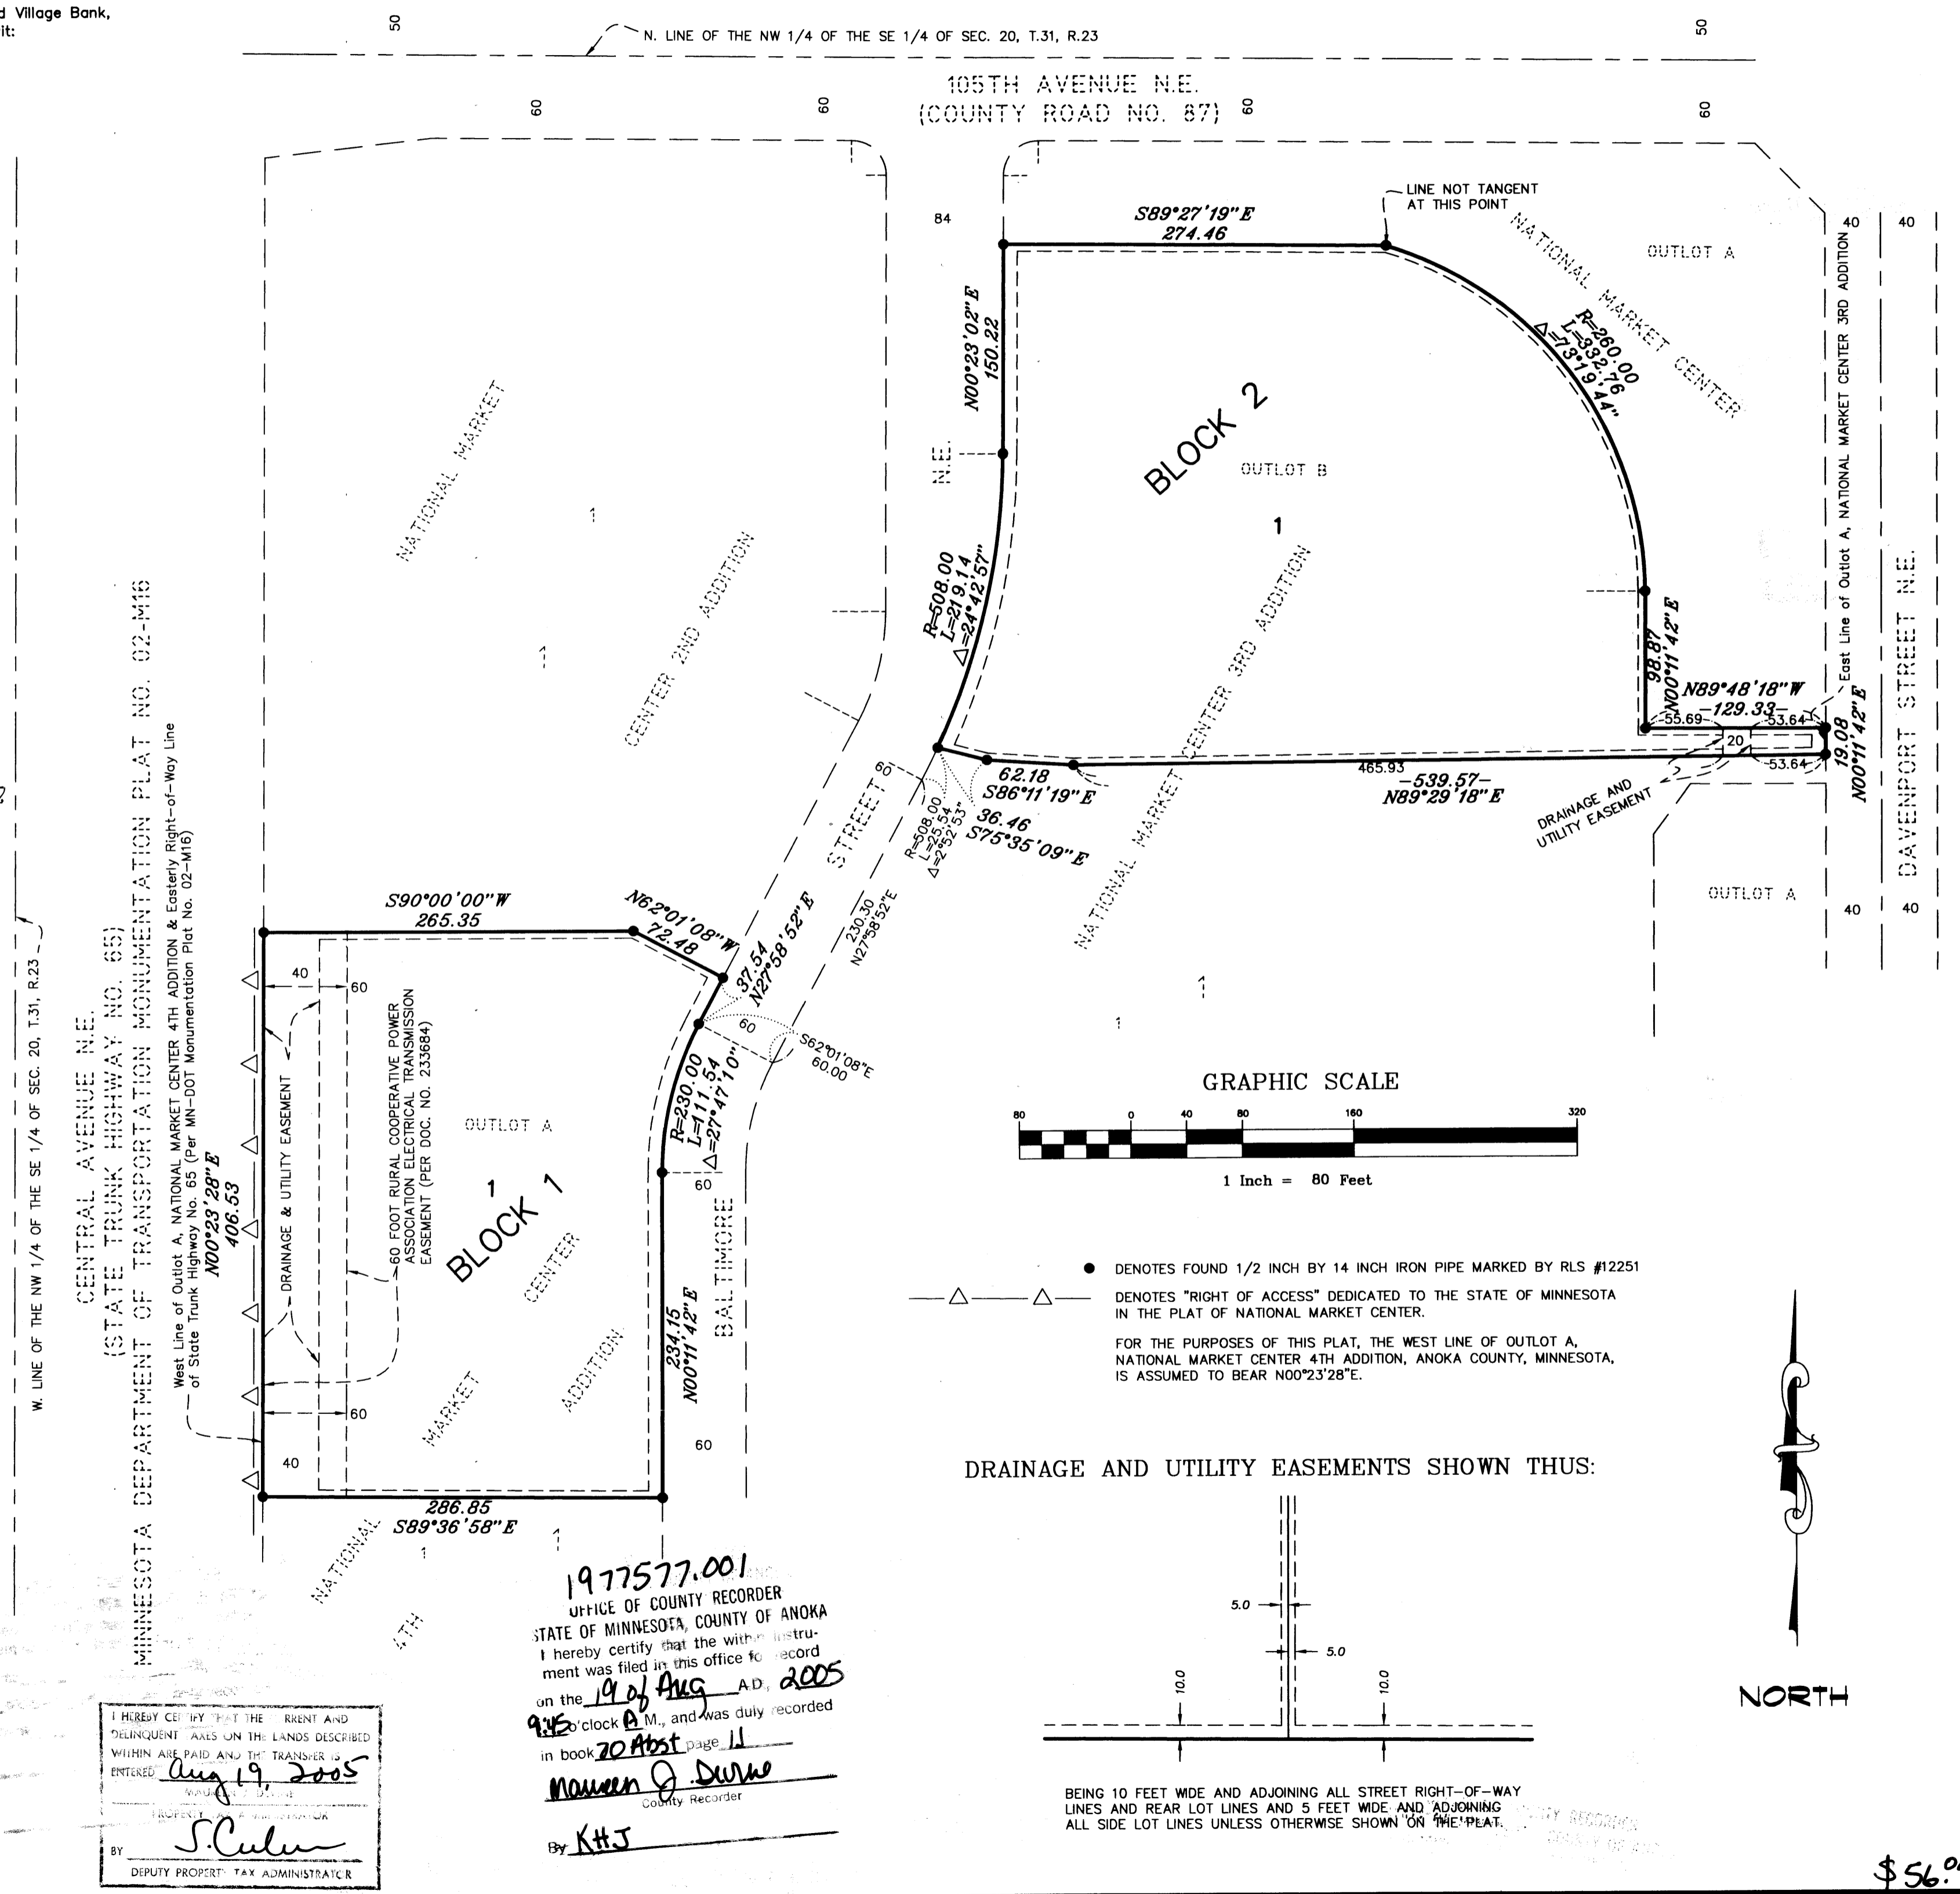 d Village Bank,
it:
50
N. LINE OF THE NW 1/4 OF THE SE 1/4 OF SEC. 20, T.31, R.23
50
105TH AVENUE N.E.
(COUNTY ROAD NO. 87)
60
60
60
60
LINE NOT TANGENT
AT THIS POINT
84
S89°27'19"E
274.46
NATIONAL MARKET CENTER
OUTLOT A
40
40
East Line of Outlot A, NATIONAL MARKET CENTER 3RD ADDITION
N00°23'02"E
150.22
R=260.00
L=332.76
△=73°19'44"
BLOCK 2
N.E.
OUTLOT B
1
NATIONAL MARKET
1
1
CENTER 2ND ADDITION
R=508.00
L=219.14
△=24°42'57"
NATIONAL MARKET CENTER 3RD ADDITION
98.87
N00°11'42"E
N89°48'18"W
-129.33-
55.69
53.64
20
53.64
19.08
N00°11'42"E
DAVENPORT STREET N.E.
62.18
S86°11'19"E
36.46
S75°35'09"E
465.93
-539.57-
N89°29'18"E
DRAINAGE AND
UTILITY EASEMENT
60
R=508.00
L=25.54
△=2°52'53"
STREET
230.30
N27°58'52"E
OUTLOT A
40
40
W. LINE OF THE NW 1/4 OF THE SE 1/4 OF SEC. 20, T.31, R.23
CENTRAL AVENUE N.E.
(STATE TRUNK HIGHWAY NO. 65)
MINNESOTA DEPARTMENT OF TRANSPORTATION MONUMENTATION PLAT NO. 02-M16
West Line of Outlot A, NATIONAL MARKET CENTER 4TH ADDITION & Easterly Right-of-Way Line
of State Trunk Highway No. 65 (Per MN-DOT Monumentation Plat No. 02-M16)
N00°23'28"E
406.53
S90°00'00"W
265.35
N62°01'08"W
72.48
37.54
N27°58'52"E
40
60
60
S62°01'08"E
60.00
DRAINAGE & UTILITY EASEMENT
60 FOOT RURAL COOPERATIVE POWER
ASSOCIATION ELECTRICAL TRANSMISSION
EASEMENT (PER DOC. NO. 233684)
R=230.00
L=111.54
△=27°47'10"
OUTLOT A
1
BLOCK 1
60
BALTIMORE
234.15
N00°11'42"E
MARKET
CENTER
ADDITION
60
40
60
286.85
S89°36'58"E
NATIONAL
4TH
1
1
1
1
GRAPHIC SCALE
80 0 40 80 160 320
1 Inch = 80 Feet
DENOTES FOUND 1/2 INCH BY 14 INCH IRON PIPE MARKED BY RLS #12251
DENOTES "RIGHT OF ACCESS" DEDICATED TO THE STATE OF MINNESOTA
IN THE PLAT OF NATIONAL MARKET CENTER.
FOR THE PURPOSES OF THIS PLAT, THE WEST LINE OF OUTLOT A,
NATIONAL MARKET CENTER 4TH ADDITION, ANOKA COUNTY, MINNESOTA,
IS ASSUMED TO BEAR N00°23'28"E.
DRAINAGE AND UTILITY EASEMENTS SHOWN THUS:
5.0
5.0
10.0
10.0
BEING 10 FEET WIDE AND ADJOINING ALL STREET RIGHT-OF-WAY
LINES AND REAR LOT LINES AND 5 FEET WIDE AND ADJOINING
ALL SIDE LOT LINES UNLESS OTHERWISE SHOWN ON THE PLAT.
NORTH
1977577.001
OFFICE OF COUNTY RECORDER
STATE OF MINNESOTA, COUNTY OF ANOKA
I hereby certify that the within instru-
ment was filed in this office fo record
on the 19 of Aug A.D., 2005
9:45 o'clock A M., and was duly recorded
in book 70 Abst page 11
Maureen J. Devine
County Recorder
By KHJ
I HEREBY CERTIFY THAT THE CURRENT AND
DELINQUENT TAXES ON THE LANDS DESCRIBED
WITHIN ARE PAID AND THE TRANSFER IS
ENTERED Aug 19, 2005
PROPERTY TAX ADMINISTRATOR
BY
DEPUTY PROPERTY TAX ADMINISTRATOR
$56.